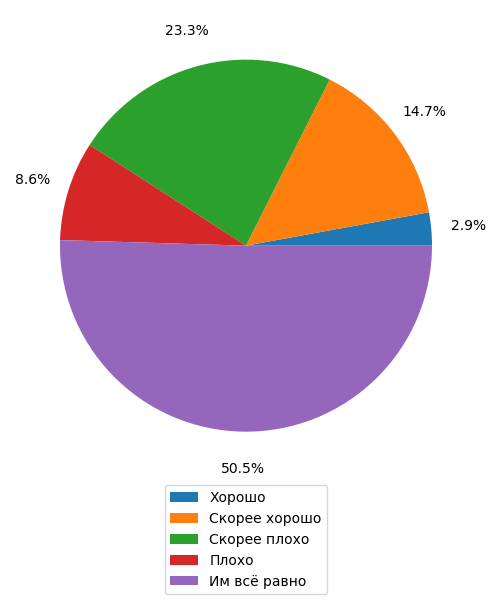 23.3%
14.7%
8.6%
2.9%
50.5%
Хорошо
Скорее хорошо
Скорее плохо
Плохо
Им всё равно